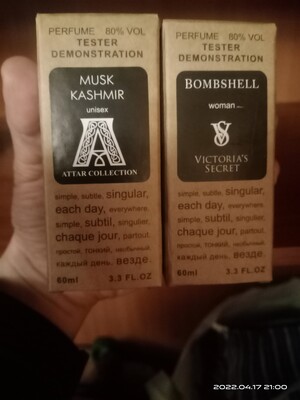 PERFUME 80% VOL
TESTER
DEMONSTRATION
MUSK
KASHMIR
unisex
ATTAR COLLECTION
simple, subtle, singular,
each day, everywhere.
simple, subtil, singular,
chaque jour, partout.
простой, тонкий, необычный.
каждый день, везде.
60ml 3.3 FL.OZ
PERFUME 80% VOL
TESTER
DEMONSTRATION
BOMBSHELL
woman
VS
VICTORIA'S
SECRET
simple, subtle, singular,
each day, everywhere.
simple, subtil, singular,
chaque jour, partout.
простой, тонкий, необычный.
каждый день, везде.
60ml 3.3 FL.OZ
2022.04.17 21:00